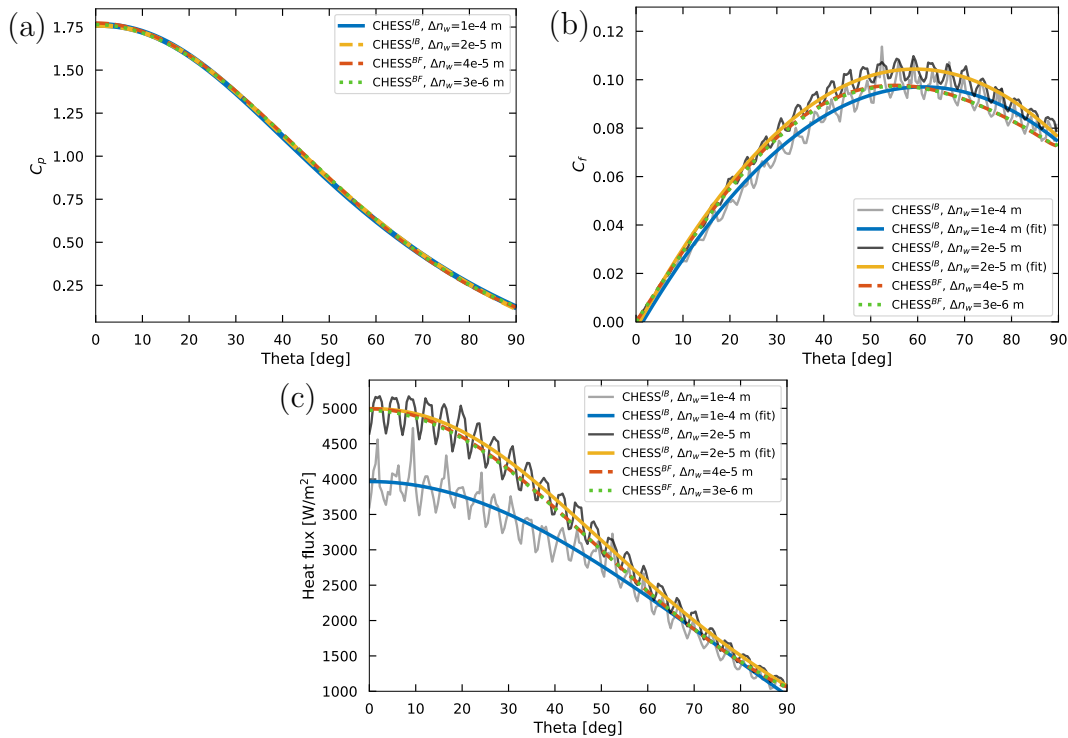 (a)
1.75
1.50
1.25
1.00
0.75
0.50
0.25
C_p
0 10 20 30 40 50 60 70 80 90
Theta [deg]
CHESS^IB, Δn_w=1e-4 m
CHESS^IB, Δn_w=2e-5 m
CHESS^BF, Δn_w=4e-5 m
CHESS^BF, Δn_w=3e-6 m
(b)
0.12
0.10
0.08
0.06
0.04
0.02
0.00
C_f
0 10 20 30 40 50 60 70 80 90
Theta [deg]
CHESS^IB, Δn_w=1e-4 m
CHESS^IB, Δn_w=1e-4 m (fit)
CHESS^IB, Δn_w=2e-5 m
CHESS^IB, Δn_w=2e-5 m (fit)
CHESS^BF, Δn_w=4e-5 m
CHESS^BF, Δn_w=3e-6 m
(c)
5000
4500
4000
3500
3000
2500
2000
1500
1000
Heat flux [W/m²]
0 10 20 30 40 50 60 70 80 90
Theta [deg]
CHESS^IB, Δn_w=1e-4 m
CHESS^IB, Δn_w=1e-4 m (fit)
CHESS^IB, Δn_w=2e-5 m
CHESS^IB, Δn_w=2e-5 m (fit)
CHESS^BF, Δn_w=4e-5 m
CHESS^BF, Δn_w=3e-6 m